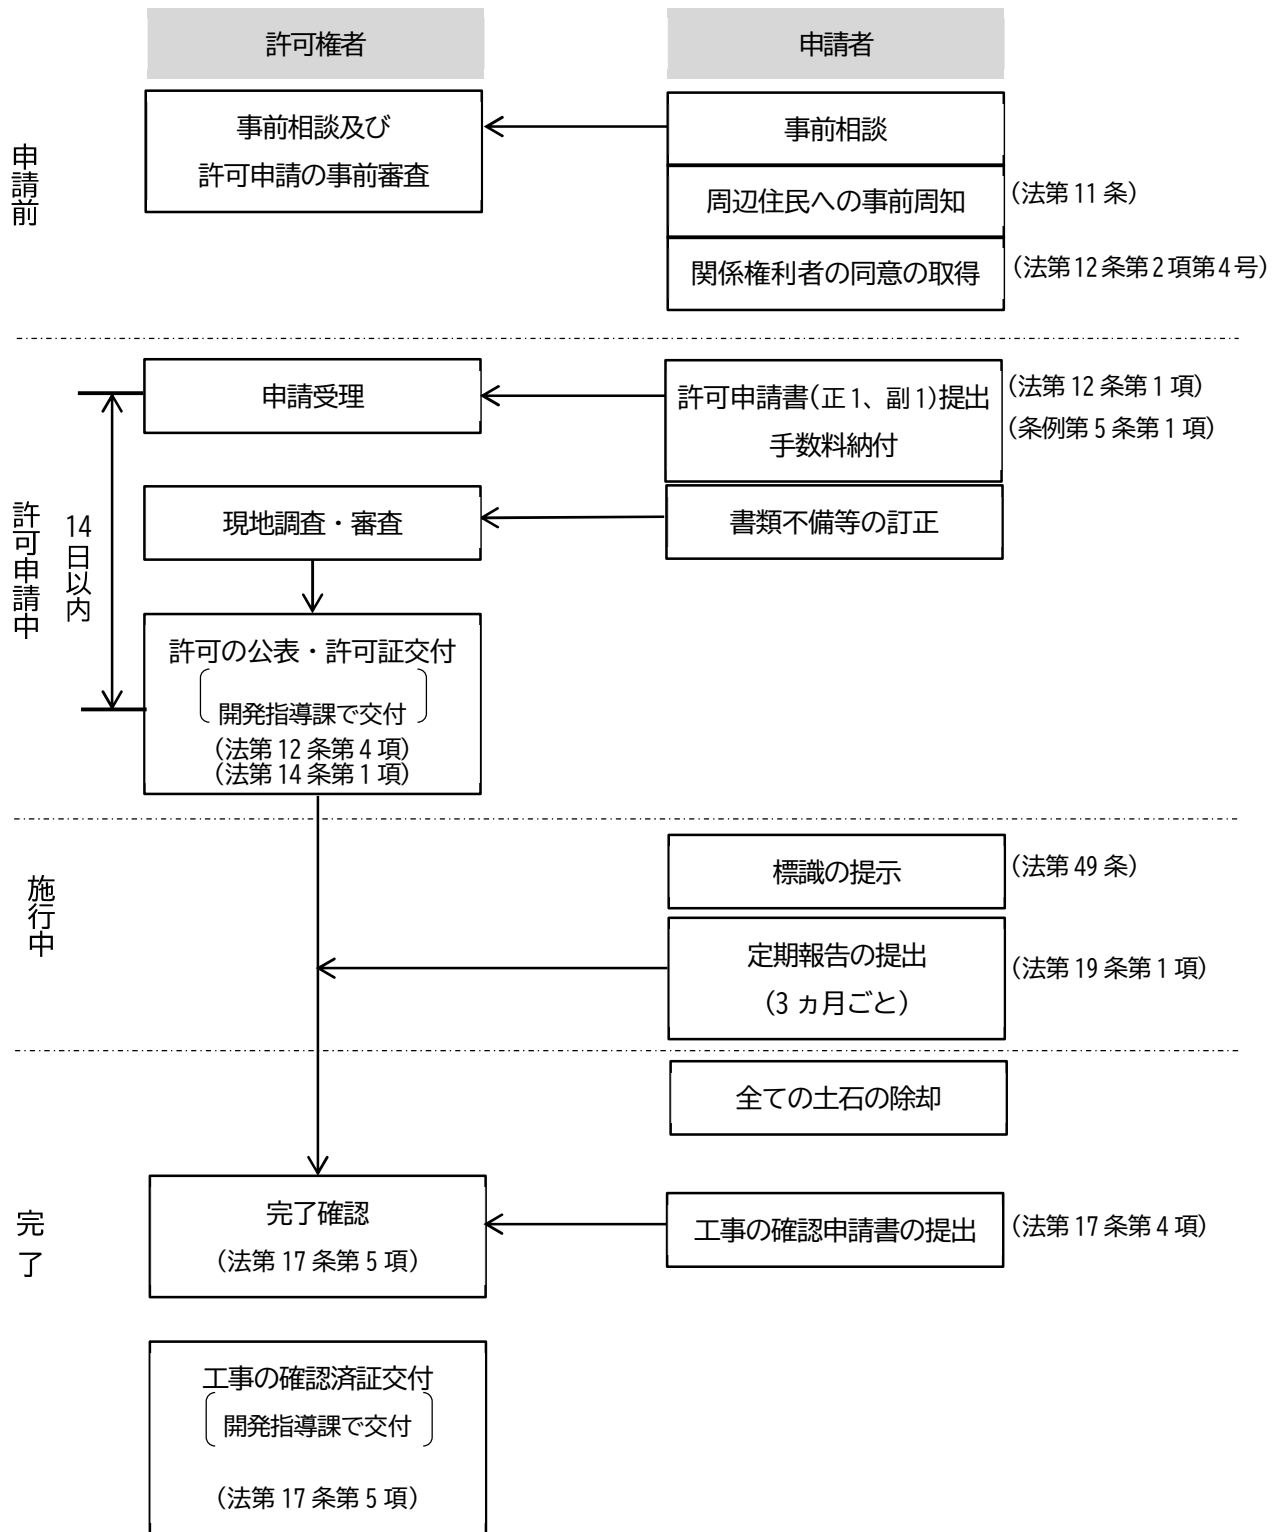 許可権者
申請者
申請前
事前相談及び
許可申請の事前審査
事前相談
周辺住民への事前周知
(法第11条)
関係権利者の同意の取得
(法第12条第2項第4号)
許可申請中
14日以内
申請受理
許可申請書(正1、副1)提出
手数料納付
(法第12条第1項)
(条例第5条第1項)
現地調査・審査
書類不備等の訂正
許可の公表・許可証交付
開発指導課で交付
(法第12条第4項)
(法第14条第1項)
施行中
標識の提示
(法第49条)
定期報告の提出
(3ヵ月ごと)
(法第19条第1項)
完了
全ての土石の除却
完了確認
(法第17条第5項)
工事の確認申請書の提出
(法第17条第4項)
工事の確認済証交付
開発指導課で交付
(法第17条第5項)